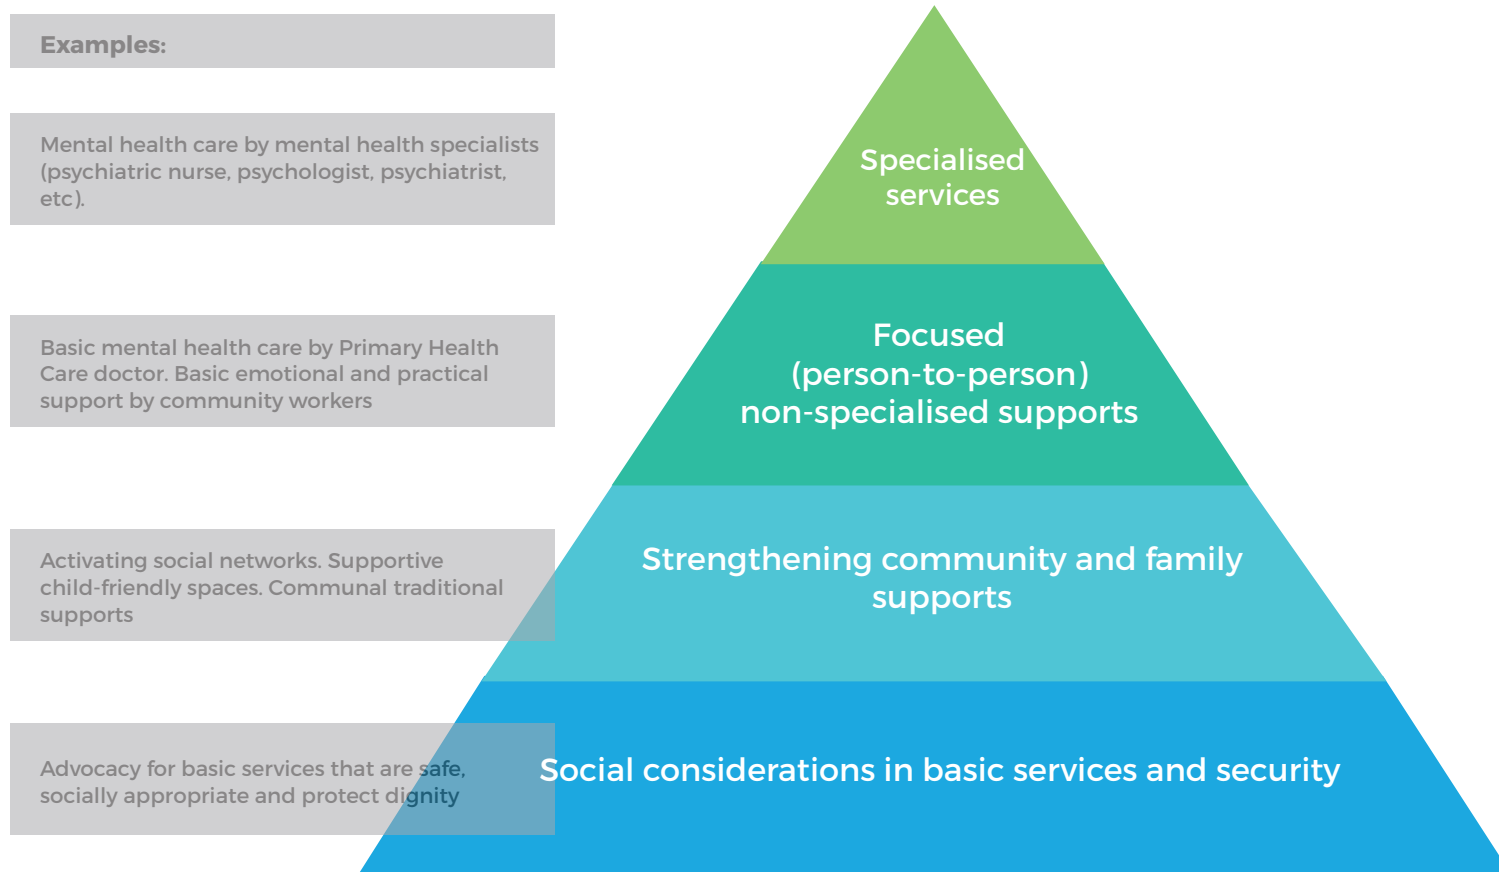 Examples:
Mental health care by mental health specialists
(psychiatric nurse, psychologist, psychiatrist,
etc).
Specialised
services
Basic mental health care by Primary Health
Care doctor. Basic emotional and practical
support by community workers
Focused
(person-to-person)
non-specialised supports
Activating social networks. Supportive
child-friendly spaces. Communal traditional
supports
Strengthening community and family
supports
Advocacy for basic services that are safe,
socially appropriate and protect dignity
Social considerations in basic services and security